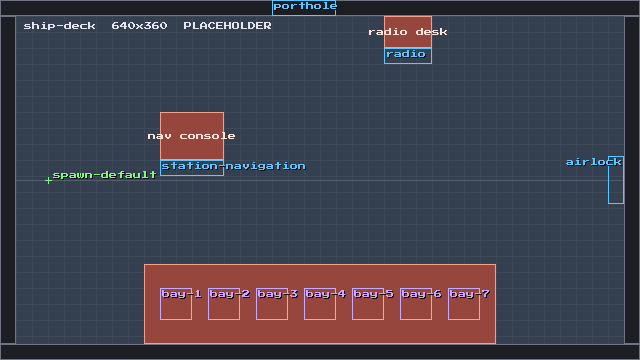 porthole
ship-deck 640x360 PLACEHOLDER
radio desk
radio
nav console
station-navigation
airlock
spawn-default
bay-1 bay-2 bay-3 bay-4 bay-5 bay-6 bay-7